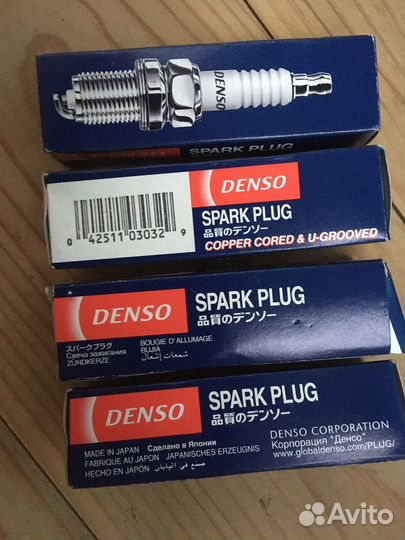 DENSO
DENSO SPARK PLUG
0 42511 03032 9
DENSO
SPARK PLUG
品質のデンソー
COPPER CORED & U-GROOVED
DENSO
SPARK PLUG
品質のデンソー
スパークプラグ
Свеча зажигания
ZÜNDKERZE
BOUGIE D' ALLUMAGE
BUJIA
شمعات إشعال
DENSO
SPARK PLUG
品質のデンソー
MADE IN JAPAN Сделано в Японии
FABRIQUE AU JAPON JAPANISCHES ERZEUGNIS
HECHO EN JAPON صنع في اليابان
DENSO CORPORATION
Корпорация "Денсо"
www.globaldenso.com/PLUG/
Avito